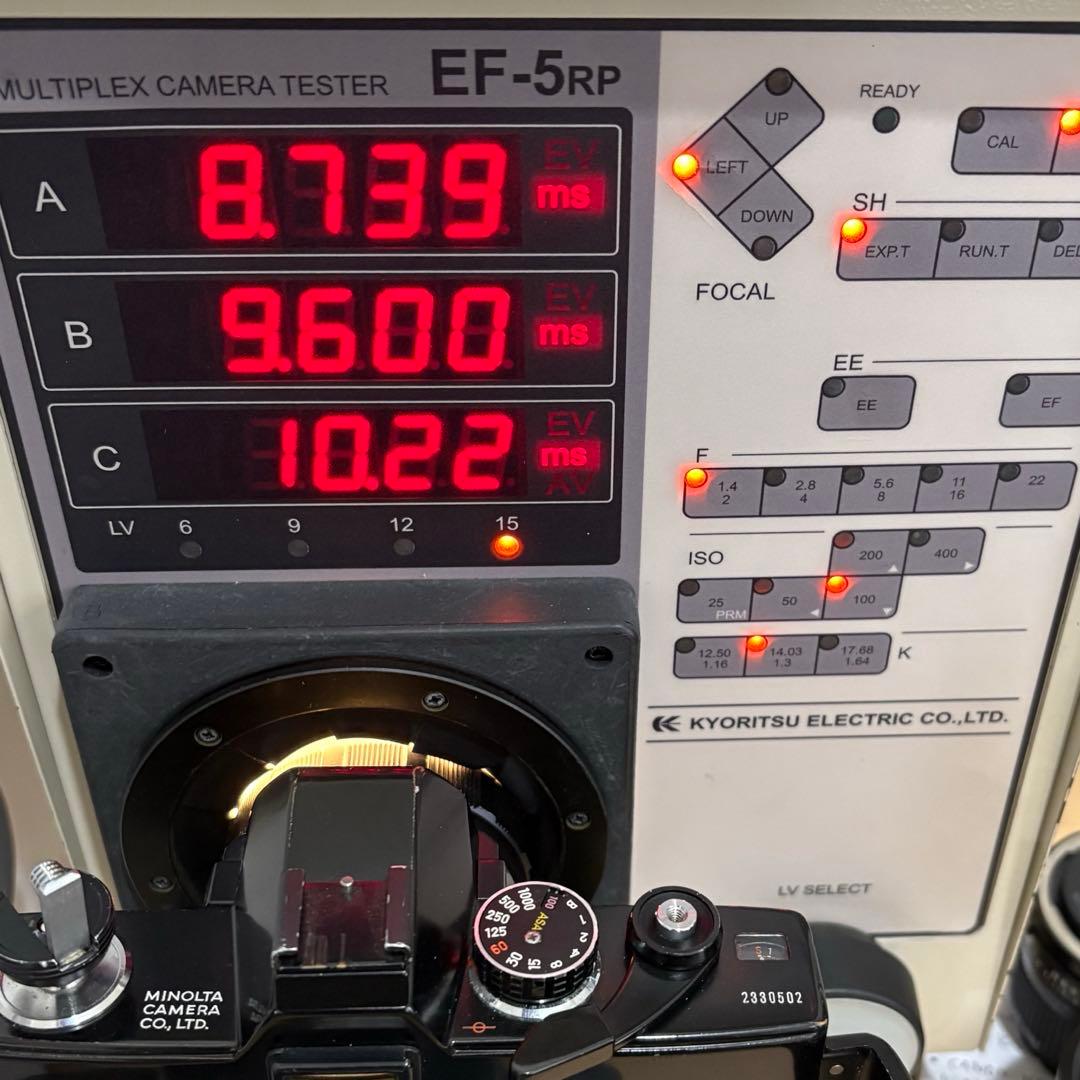 MULTIPLEX CAMERA TESTER EF-5RP
A 8.739 EV ms
B 9.600 EV ms
C 10.22 EV ms AV
LV 6 9 12 15
UP
LEFT
DOWN
FOCAL
READY
CAL
SH
EXP.T RUN.T DEL
EE
EE EF
F
1.4 2.8 5.6 11 22
2 4 8 16
ISO
200 400
25 50 100
PRM
12.50 14.03 17.68 K
1.16 1.3 1.64
KYORITSU ELECTRIC CO.,LTD.
LV SELECT
MINOLTA
CAMERA
CO., LTD.
B 1 2 4 8 15 30 60 125 250 500 1000
ASA 100
2330502